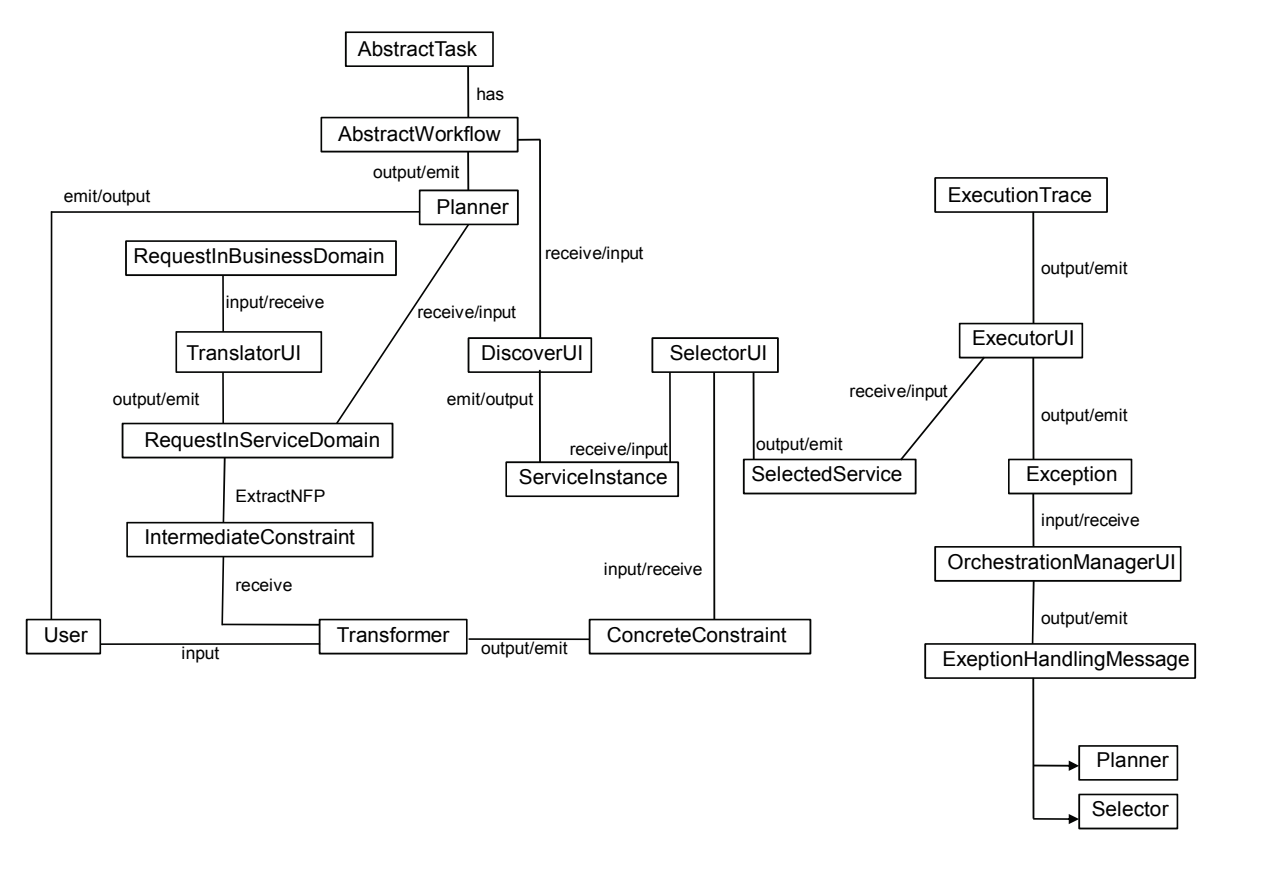 AbstractTask
has
AbstractWorkflow
output/emit
emit/output
Planner
ExecutionTrace
RequestInBusinessDomain
receive/input
output/emit
input/receive
receive/input
TranslatorUI
DiscoverUI
SelectorUI
ExecutorUI
output/emit
emit/output
receive/input
output/emit
RequestInServiceDomain
receive/input
output/emit
ServiceInstance
SelectedService
Exception
ExtractNFP
input/receive
IntermediateConstraint
input/receive
OrchestrationManagerUI
receive
output/emit
User
input
Transformer
output/emit
ConcreteConstraint
ExeptionHandlingMessage
Planner
Selector